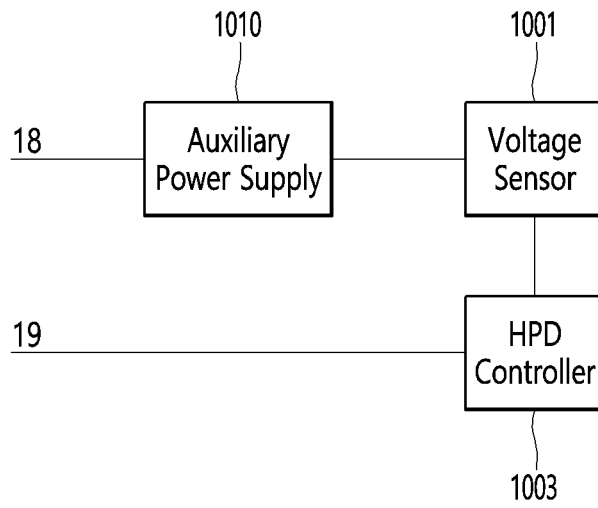 1010
1001
18
Auxiliary
Power Supply
Voltage
Sensor
19
HPD
Controller
1003